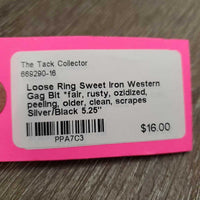 The Tack Collector
669290-16
Loose Ring Sweet Iron Western
Gag Bit "fair, rusty, ozidized,
peeling, older, clean, scrapes
Silver/Black 5.25"
$16.00
PPA7C3